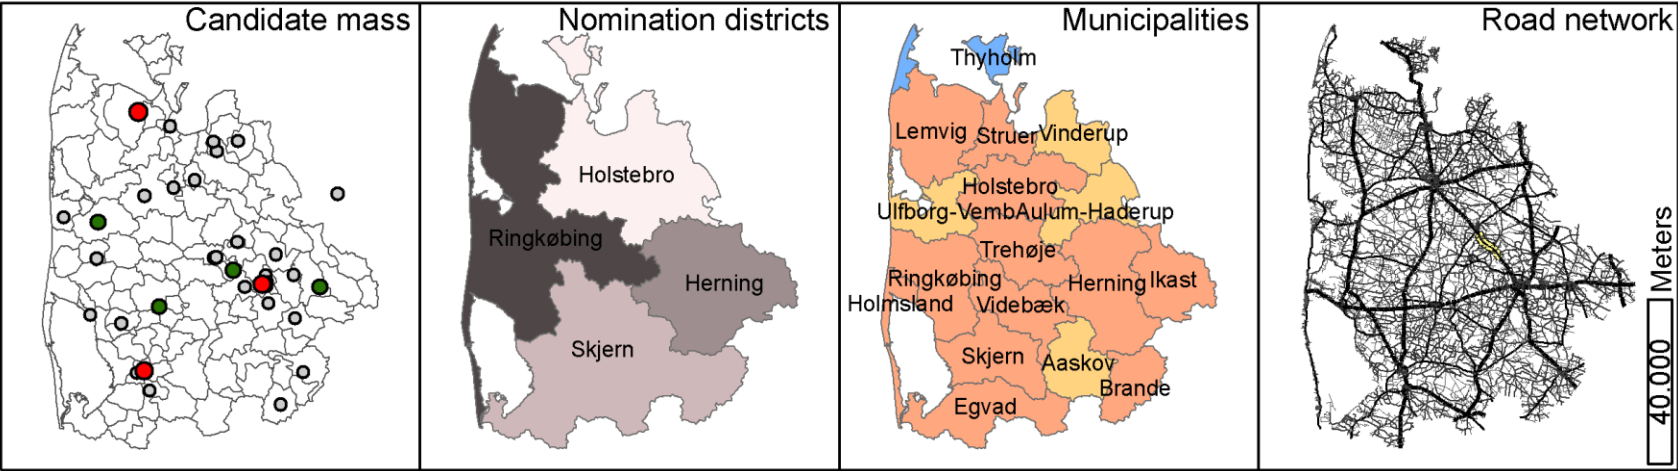 Candidate mass
Nomination districts
Municipalities
Road network
Holstebro
Ringkøbing
Herning
Skjern
Thyholm
Lemvig
Struer
Vinderup
Holstebro
Ulfborg-Vemb
Aulum-Haderup
Trehøje
Ringkøbing
Herning
Ikast
Holmsland
Videbæk
Skjern
Aaskov
Brande
Egvad
40.000 Meters